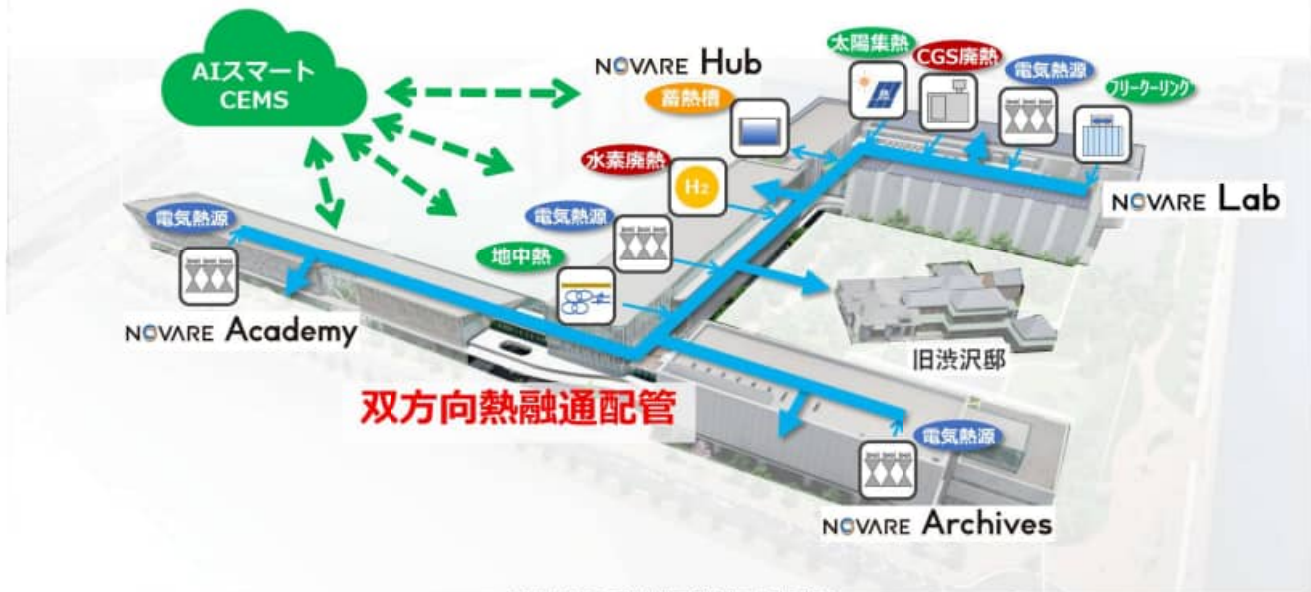 AIスマート
CEMS
NOVARE Hub
蓄熱槽
太陽集熱
CGS廃熱
電気熱源
フリークーリング
水素廃熱
H2
熱
NOVARE Lab
電気熱源
電気熱源
地中熱
NOVARE Academy
旧渋沢邸
双方向熱融通配管
電気熱源
NOVARE Archives